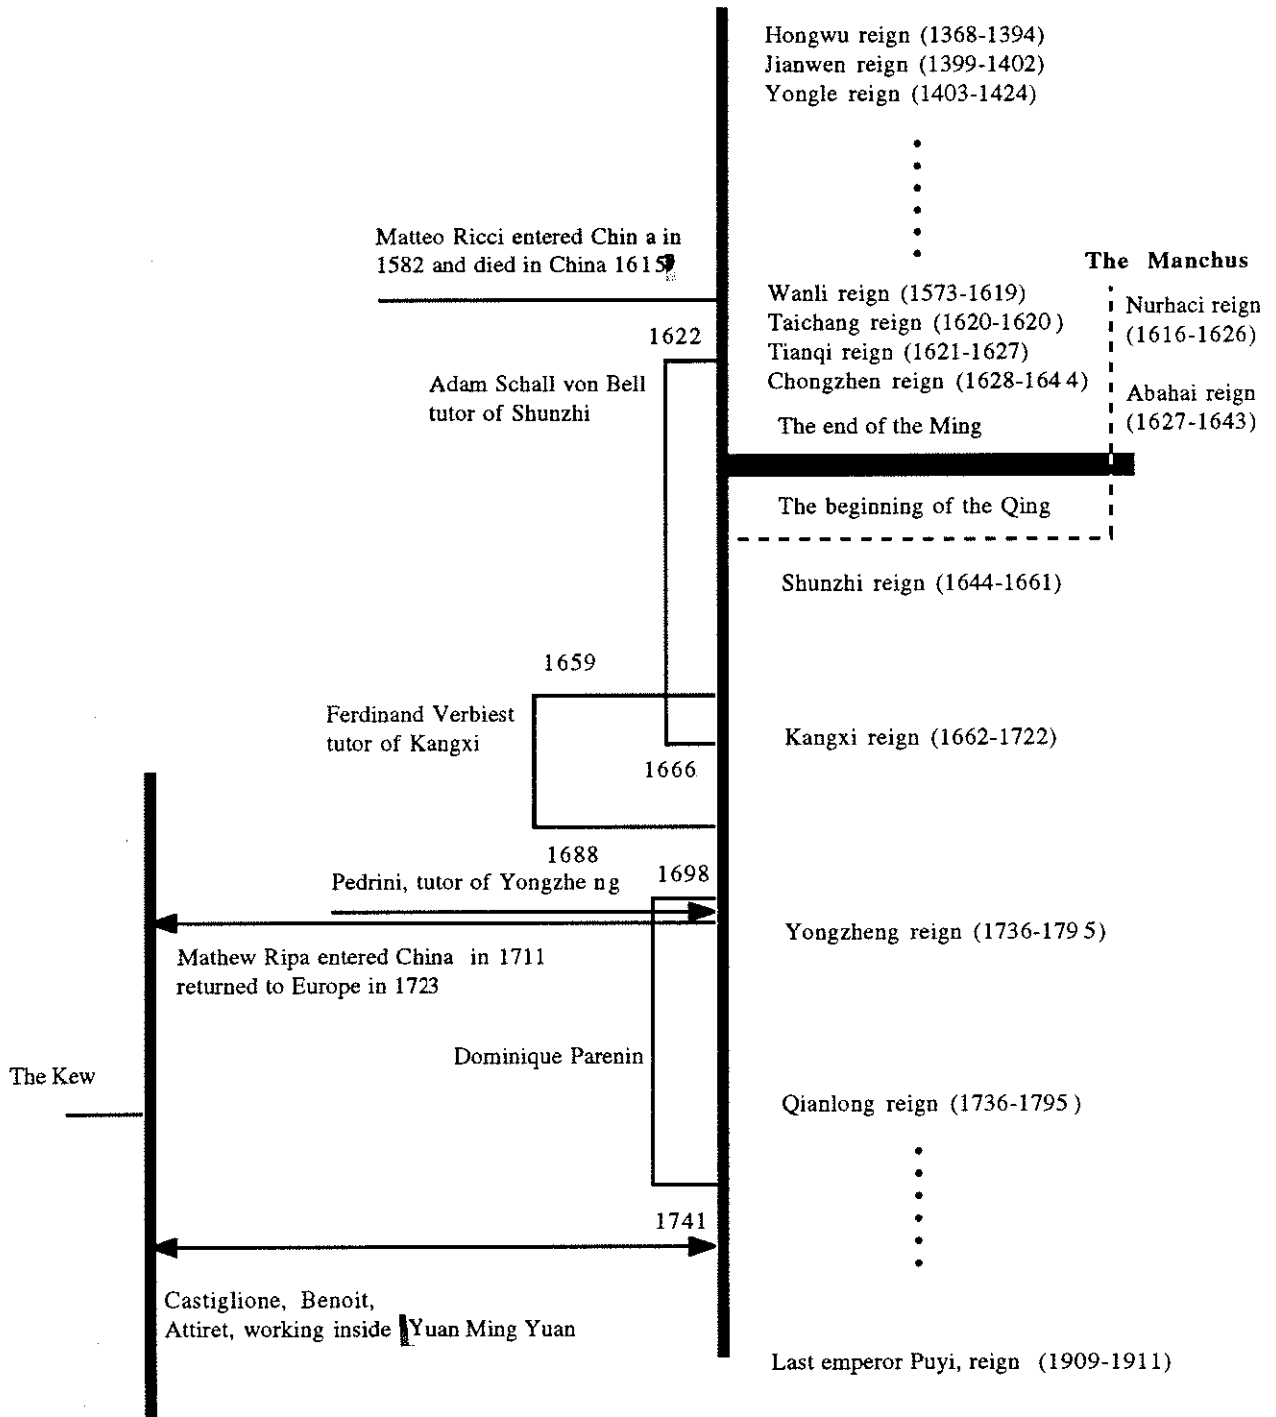 Hongwu reign (1368-1394)
Jianwen reign (1399-1402)
Yongle reign (1403-1424)
Matteo Ricci entered Chin a in
1582 and died in China 1615
The Manchus
Wanli reign (1573-1619)
Taichang reign (1620-1620)
Tianqi reign (1621-1627)
Chongzhen reign (1628-1644)
Nurhaci reign
(1616-1626)
Abahai reign
(1627-1643)
1622
Adam Schall von Bell
tutor of Shunzhi
The end of the Ming
The beginning of the Qing
Shunzhi reign (1644-1661)
1659
Ferdinand Verbiest
tutor of Kangxi
1666
Kangxi reign (1662-1722)
1688
Pedrini, tutor of Yongzhe ng
1698
Mathew Ripa entered China in 1711
returned to Europe in 1723
Yongzheng reign (1736-1795)
Dominique Parenin
The Kew
Qianlong reign (1736-1795)
1741
Castiglione, Benoit,
Attiret, working inside Yuan Ming Yuan
Last emperor Puyi, reign (1909-1911)